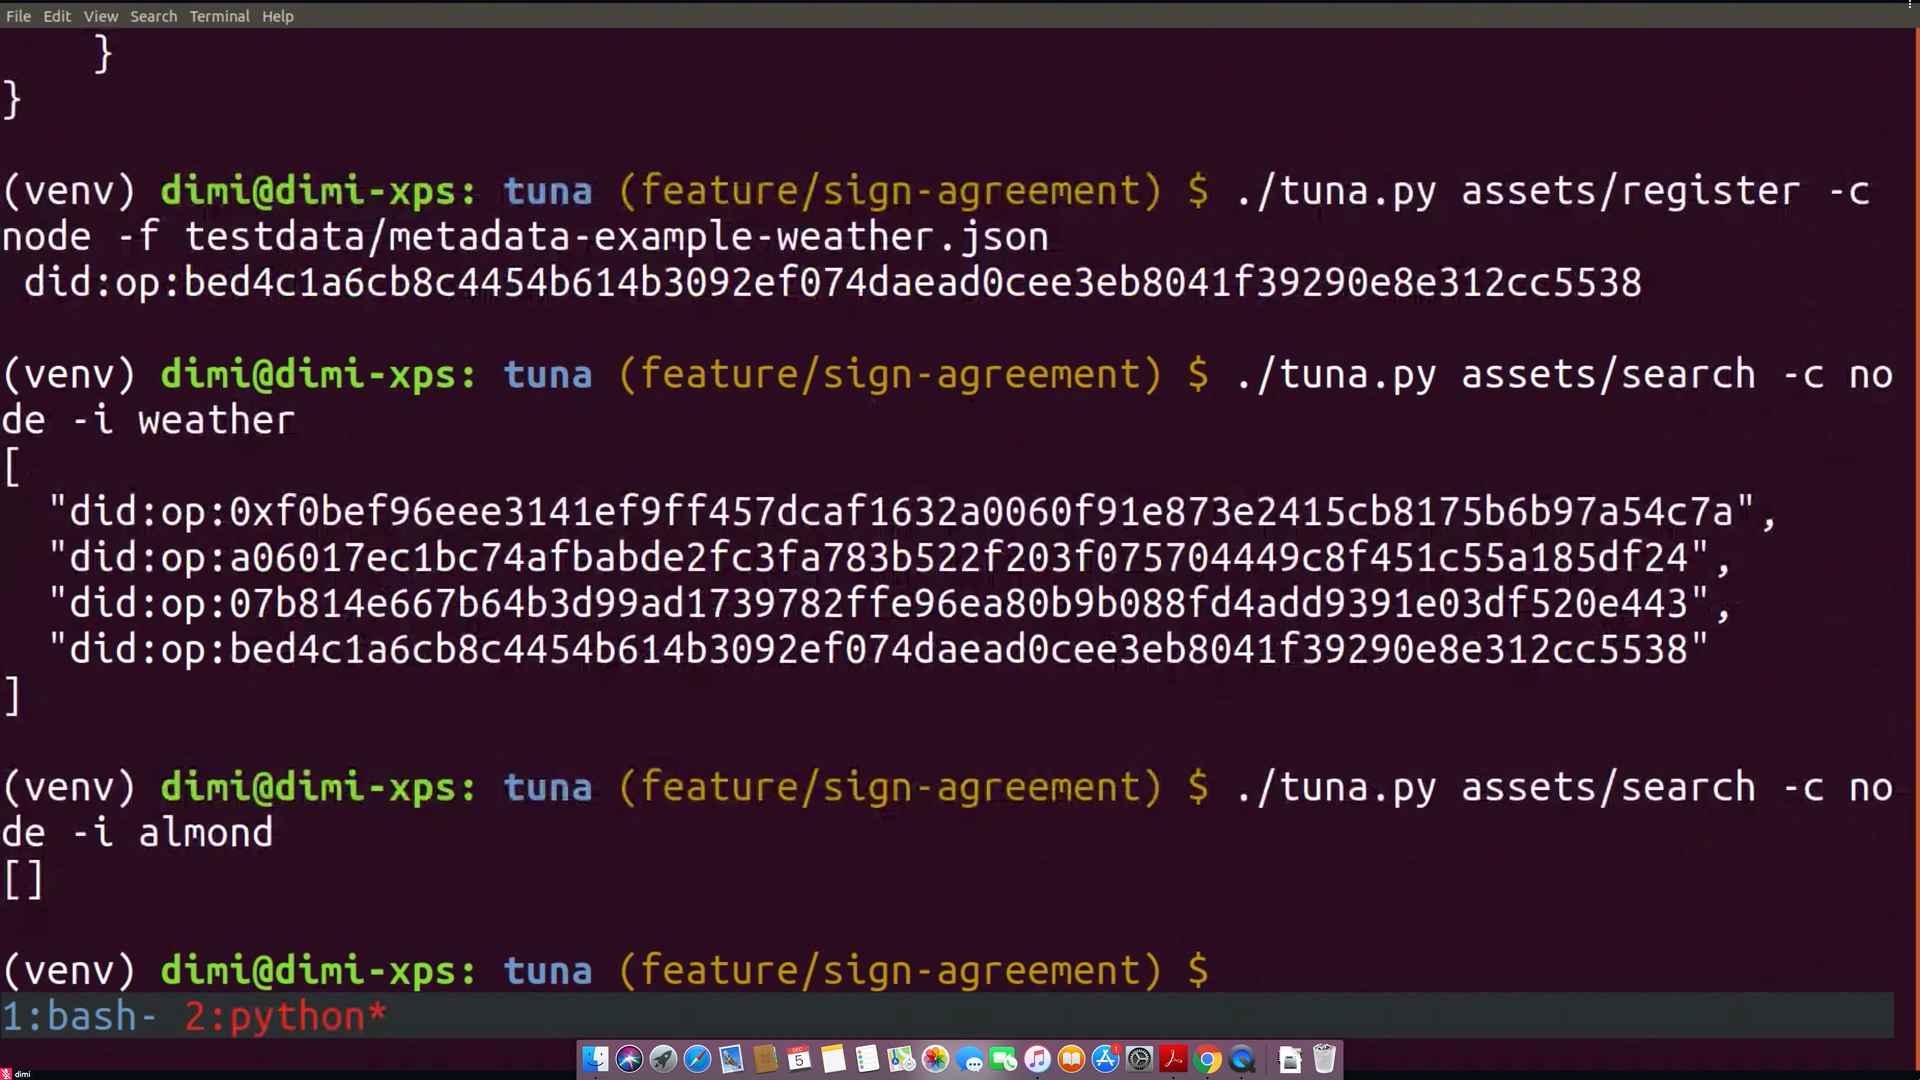 File Edit View Search Terminal Help
}
}
(venv) dimi@dimi-xps: tuna (feature/sign-agreement) $ ./tuna.py assets/register -c
node -f testdata/metadata-example-weather.json
did:op:bed4c1a6cb8c4454b614b3092ef074daead0cee3eb8041f39290e8e312cc5538
(venv) dimi@dimi-xps: tuna (feature/sign-agreement) $ ./tuna.py assets/search -c no
de -i weather
[
"did:op:0xf0bef96eee3141ef9ff457dcaf1632a0060f91e873e2415cb8175b6b97a54c7a",
"did:op:a06017ec1bc74afbabde2fc3fa783b522f203f075704449c8f451c55a185df24",
"did:op:07b814e667b64b3d99ad1739782ffe96ea80b9b088fd4add9391e03df520e443",
"did:op:bed4c1a6cb8c4454b614b3092ef074daead0cee3eb8041f39290e8e312cc5538"
]
(venv) dimi@dimi-xps: tuna (feature/sign-agreement) $ ./tuna.py assets/search -c no
de -i almond
[]
(venv) dimi@dimi-xps: tuna (feature/sign-agreement) $
1:bash- 2:python*
DEC
5
1
dimi